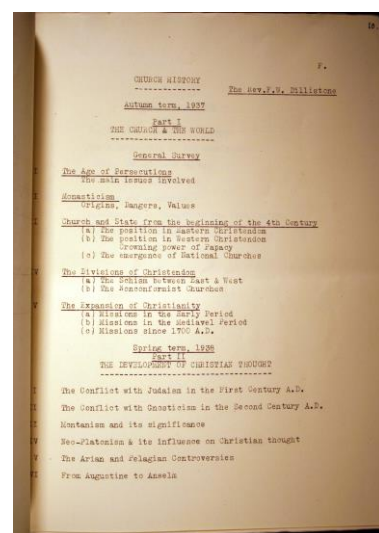 F.
CHURCH HISTORY
The Rev.F.W. Dillistone
Autumn term, 1937
Part I
THE CHURCH & THE WORLD
General Survey
I The Age of Persecutions
The main issues involved
Monasticism
Origins, Dangers, Values
Church and State from the beginning of the 4th Century
(a) The position in Eastern Christendom
(b) The position in Western Christendom
Crowning power of Papacy
(c) The emergence of National Churches
IV The Divisions of Christendom
(a) The Schism between East & West
(b) The Nonconformist Churches
V The Expansion of Christianity
(a) Missions in the Early Period
(b) Missions in the Mediavel Period
(c) Missions since 1700 A.D.
Spring term, 1938
Part II
THE DEVELOPMENT OF CHRISTIAN THOUGHT
I The Conflict with Judaism in the First Century A.D.
II The Conflict with Gnosticism in the Second Century A.D.
Montanism and its significance
IV Neo-Platonism & its influence on Christian thought
V The Arian and Pelagian Controversies
VI From Augustine to Anselm